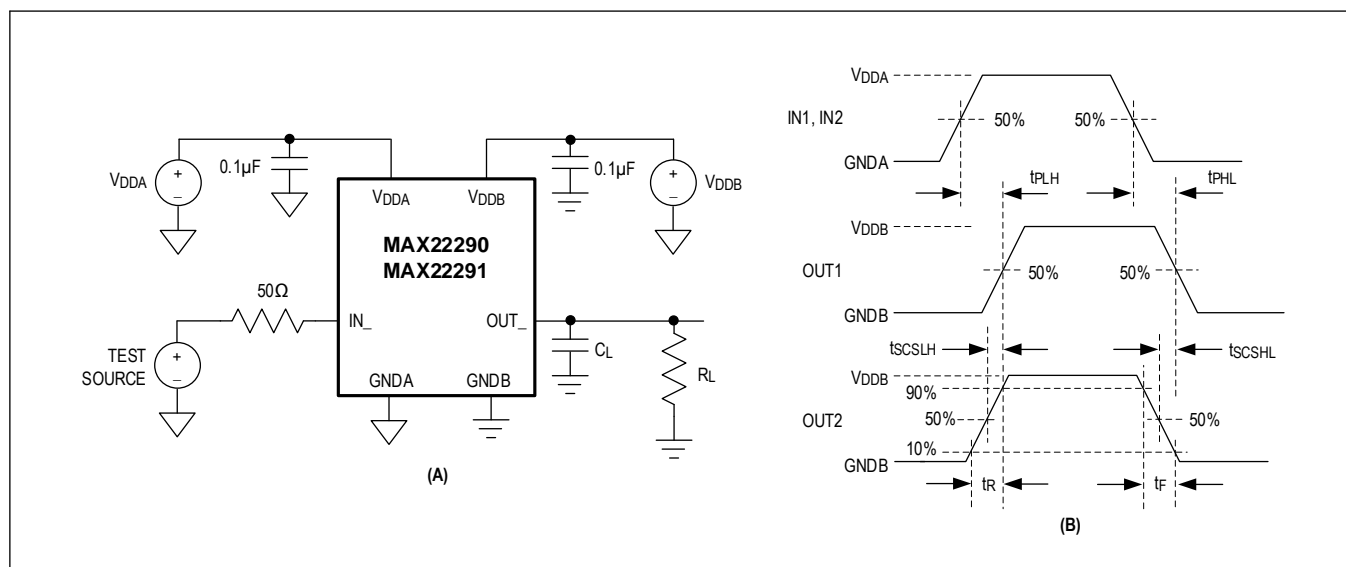 VDDA
0.1µF
0.1µF
VDDB
VDDA
VDDB
MAX22290
MAX22291
50Ω
IN_
OUT_
TEST
SOURCE
GNDA
GNDB
CL
RL
(A)
VDDA
IN1, IN2
50%
50%
GNDA
tPLH
tPHL
VDDB
OUT1
50%
50%
GNDB
tSCSLH
tSCSHL
VDDB
90%
OUT2
50%
50%
10%
GNDB
tR
tF
(B)